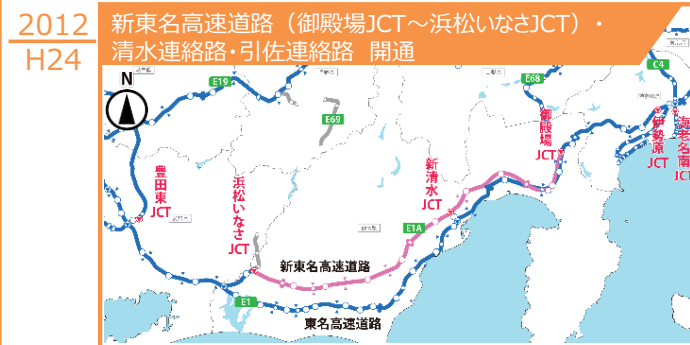 2012
H24
新東名高速道路（御殿場JCT～浜松いなさJCT）・
清水連絡路・引佐連絡路 開通
N
E19
E69
E68
C4
豊田東
JCT
浜松いなさ
JCT
新清水
JCT
御殿場
JCT
伊勢原
JCT
海老名南
JCT
E1A
新東名高速道路
E1
東名高速道路